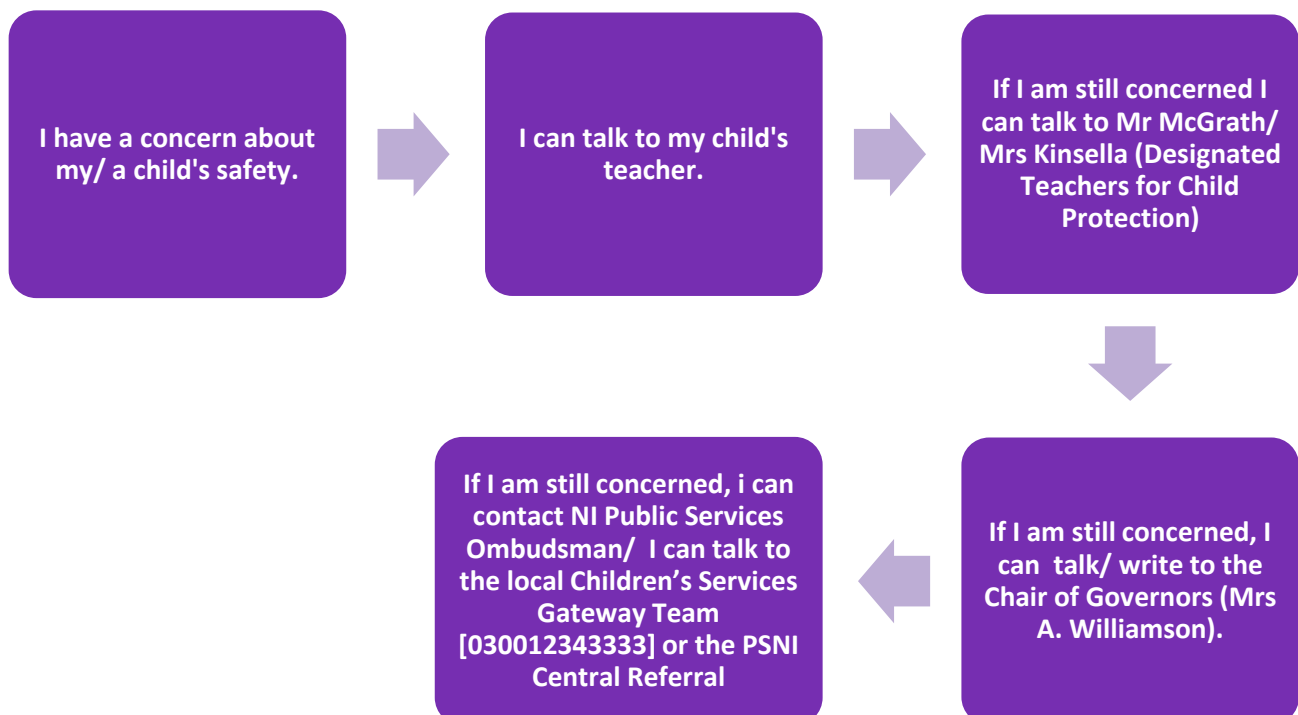 I have a concern about
my/ a child's safety.
I can talk to my child's
teacher.
If I am still concerned I
can talk to Mr McGrath/
Mrs Kinsella (Designated
Teachers for Child
Protection)
If I am still concerned, I
can  talk/ write to the
Chair of Governors (Mrs
A. Williamson).
If I am still concerned, i can
contact NI Public Services
Ombudsman/  I can talk to
the local Children’s Services
Gateway Team
[030012343333] or the PSNI
Central Referral